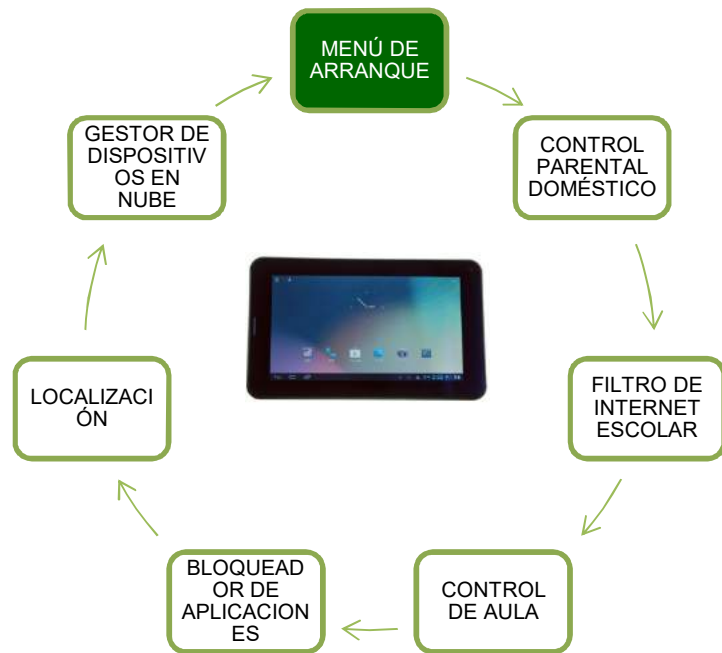 MENÚ DE
ARRANQUE
CONTROL
PARENTAL
DOMÉSTICO
FILTRO DE
INTERNET
ESCOLAR
CONTROL
DE AULA
BLOQUEAD
OR DE
APLICACION
ES
LOCALIZACI
ÓN
GESTOR DE
DISPOSITIV
OS EN
NUBE